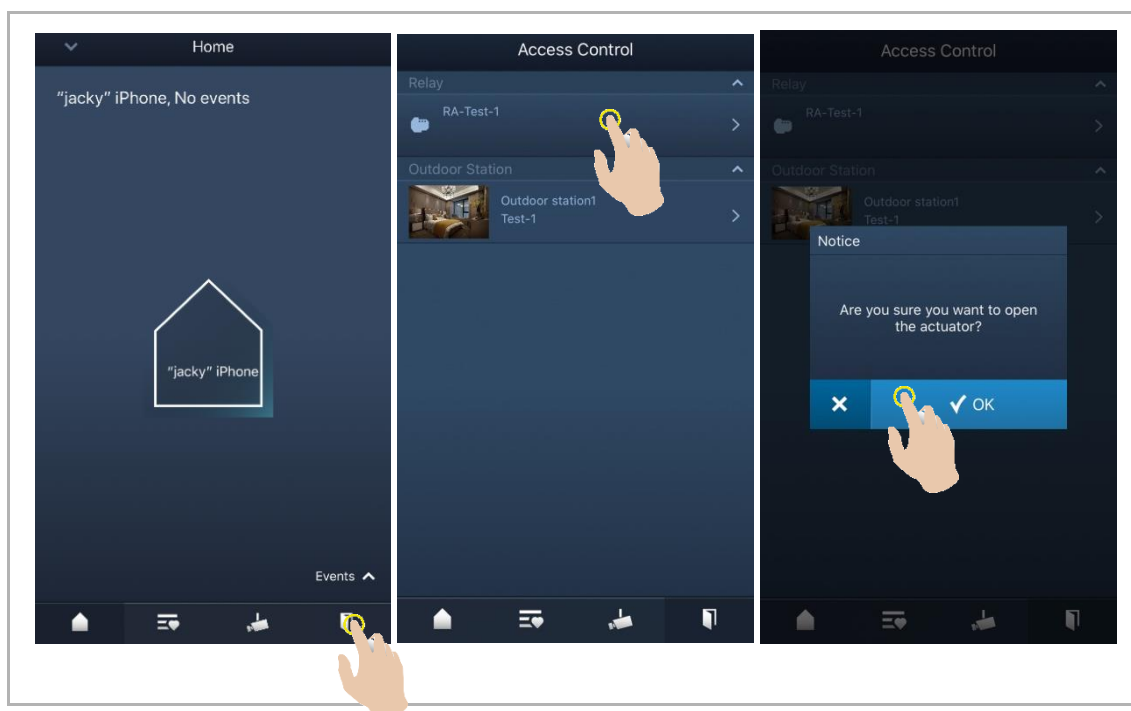 Home
"jacky" iPhone, No events
"jacky" iPhone
Events
Access Control
Relay
RA-Test-1
Outdoor Station
Outdoor station1
Test-1
Access Control
Relay
RA-Test-1
Outdoor Station
Outdoor station1
Test-1
Notice
Are you sure you want to open
the actuator?
OK